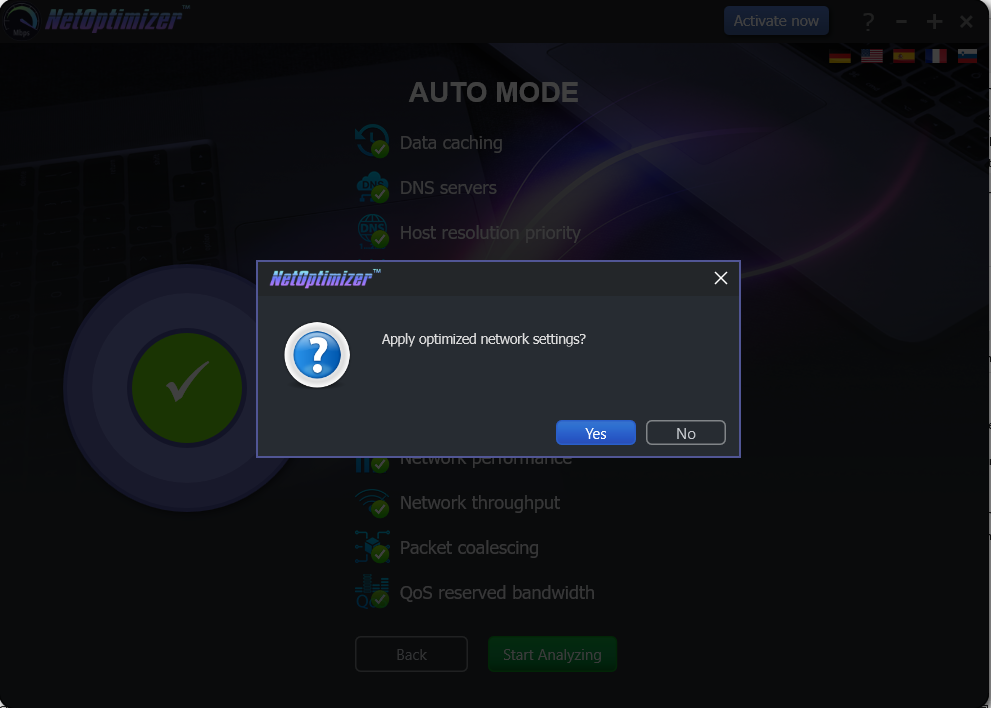 NetOptimizer™
Activate now
AUTO MODE
Data caching
DNS servers
Host resolution priority
NetOptimizer™
Apply optimized network settings?
Yes
No
Network performance
Network throughput
Packet coalescing
QoS reserved bandwidth
Back
Start Analyzing